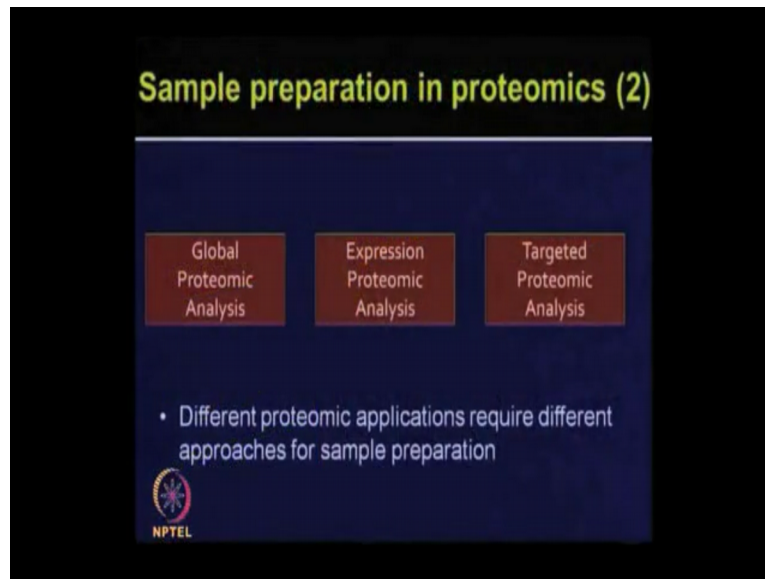 Sample preparation in proteomics (2)
Global
Proteomic
Analysis
Expression
Proteomic
Analysis
Targeted
Proteomic
Analysis
• Different proteomic applications require different
approaches for sample preparation
NPTEL